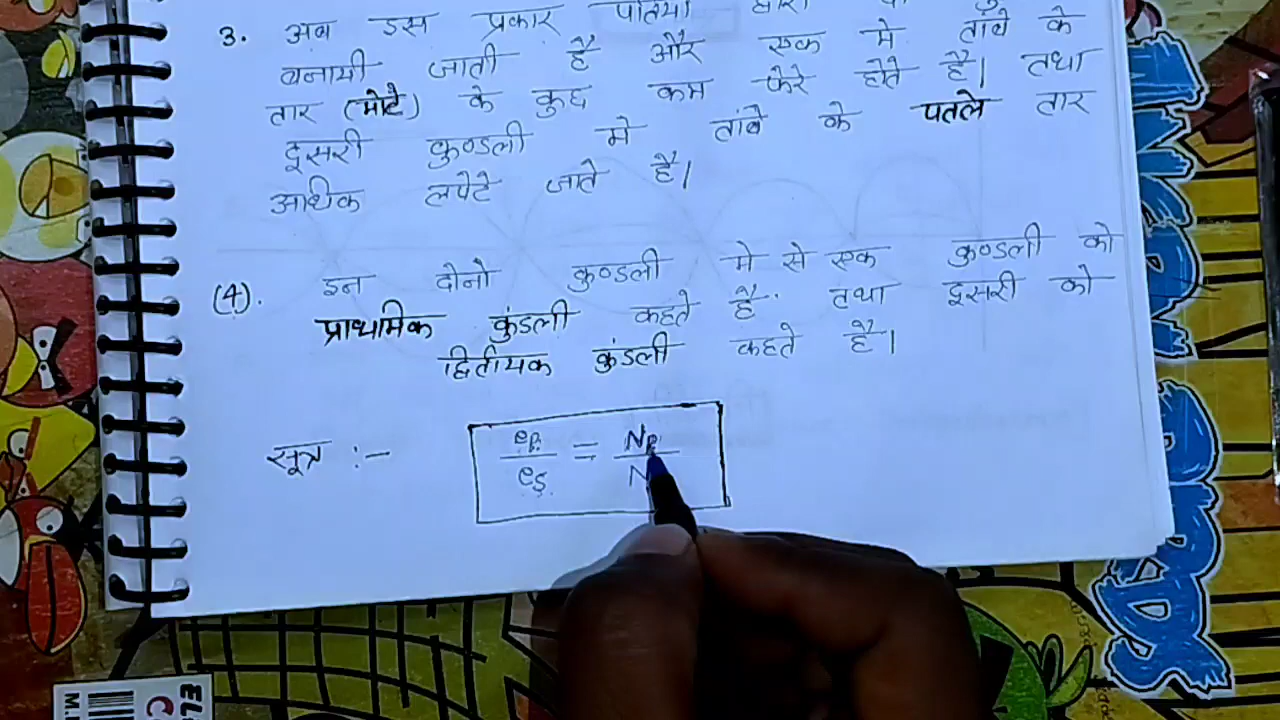 3. अब इस प्रकार
बनायी जाती है और एक मे तांबे के
तार (मोटे) के कुछ कम फेरे होते है। तथा
दूसरी कुण्डली मे तांबे के पतले तार
अधिक लपेटे जाते है।
(4). इन दोनो कुण्डली मे से एक कुण्डली को
प्राथमिक कुंडली कहते है. तथा दूसरी को
द्वितीयक कुंडली कहते है।
सूत्र :- eₚ/eₛ = Nₚ/N